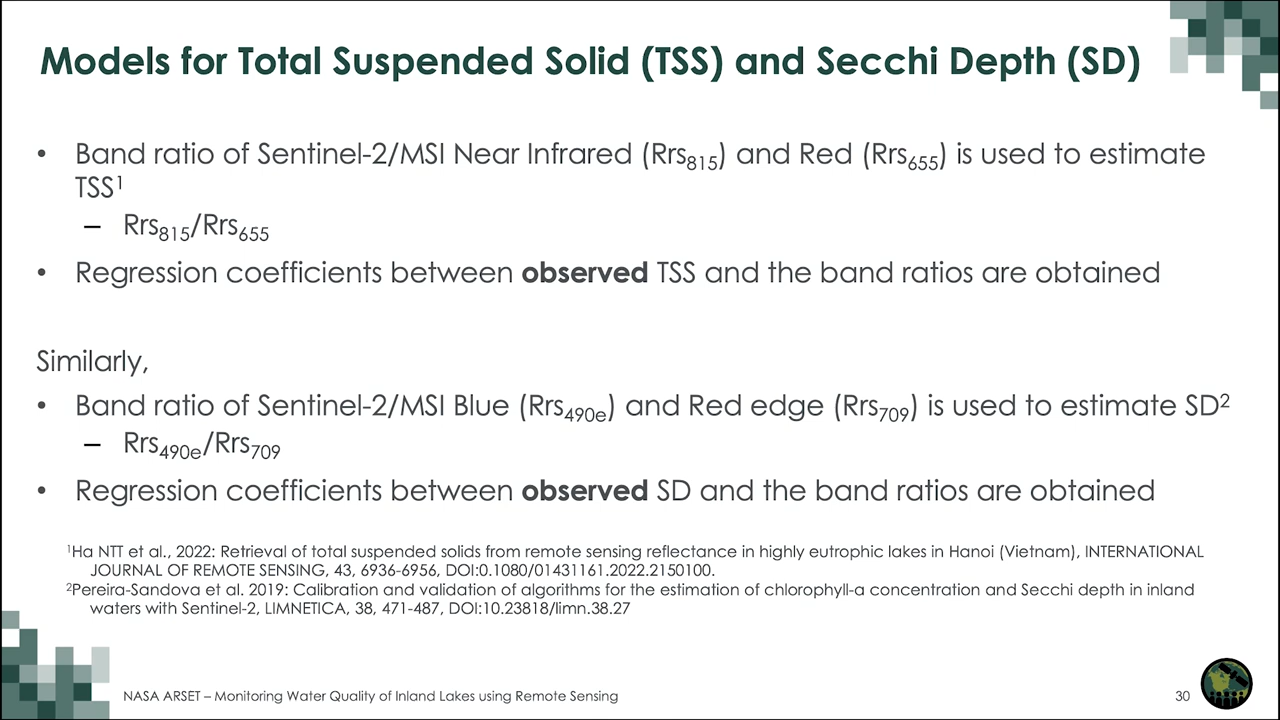 Models for Total Suspended Solid (TSS) and Secchi Depth (SD)
• Band ratio of Sentinel-2/MSI Near Infrared (Rrs815) and Red (Rrs655) is used to estimate
TSS1
– Rrs815/Rrs655
• Regression coefficients between observed TSS and the band ratios are obtained
Similarly,
• Band ratio of Sentinel-2/MSI Blue (Rrs490e) and Red edge (Rrs709) is used to estimate SD2
– Rrs490e/Rrs709
• Regression coefficients between observed SD and the band ratios are obtained
1Ha NTT et al., 2022: Retrieval of total suspended solids from remote sensing reflectance in highly eutrophic lakes in Hanoi (Vietnam), INTERNATIONAL
JOURNAL OF REMOTE SENSING, 43, 6936-6956, DOI:0.1080/01431161.2022.2150100.
2Pereira-Sandova et al. 2019: Calibration and validation of algorithms for the estimation of chlorophyll-a concentration and Secchi depth in inland
waters with Sentinel-2, LIMNETICA, 38, 471-487, DOI:10.23818/limn.38.27
NASA ARSET – Monitoring Water Quality of Inland Lakes using Remote Sensing
30